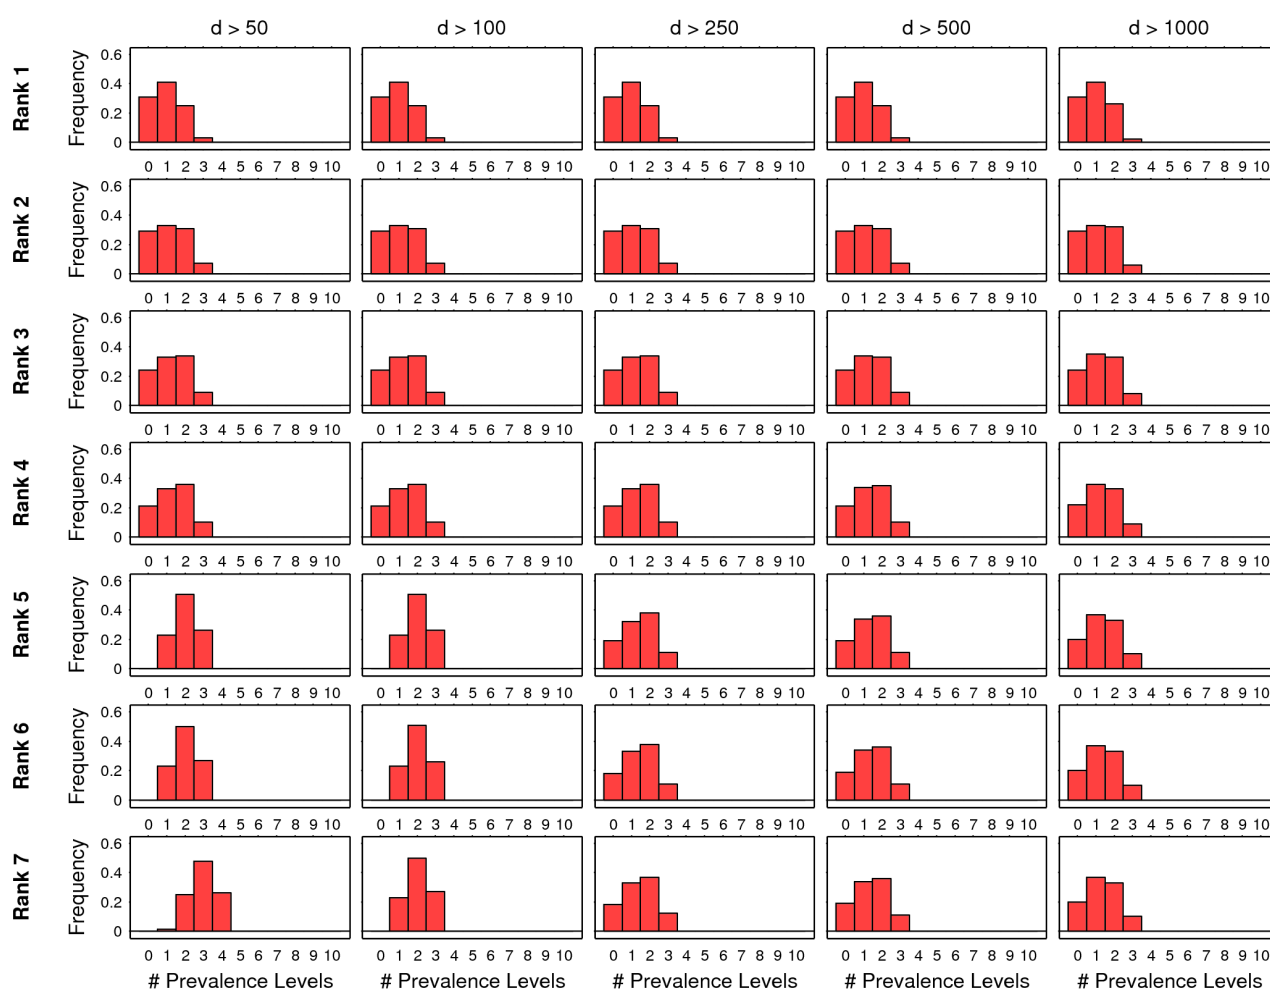 d > 50 d > 100 d > 250 d > 500 d > 1000
Rank 1 Frequency 0.6 0.4 0.2 0
0 1 2 3 4 5 6 7 8 9 10 0 1 2 3 4 5 6 7 8 9 10 0 1 2 3 4 5 6 7 8 9 10 0 1 2 3 4 5 6 7 8 9 10 0 1 2 3 4 5 6 7 8 9 10
Rank 2 Frequency 0.6 0.4 0.2 0
0 1 2 3 4 5 6 7 8 9 10 0 1 2 3 4 5 6 7 8 9 10 0 1 2 3 4 5 6 7 8 9 10 0 1 2 3 4 5 6 7 8 9 10 0 1 2 3 4 5 6 7 8 9 10
Rank 3 Frequency 0.6 0.4 0.2 0
0 1 2 3 4 5 6 7 8 9 10 0 1 2 3 4 5 6 7 8 9 10 0 1 2 3 4 5 6 7 8 9 10 0 1 2 3 4 5 6 7 8 9 10 0 1 2 3 4 5 6 7 8 9 10
Rank 4 Frequency 0.6 0.4 0.2 0
0 1 2 3 4 5 6 7 8 9 10 0 1 2 3 4 5 6 7 8 9 10 0 1 2 3 4 5 6 7 8 9 10 0 1 2 3 4 5 6 7 8 9 10 0 1 2 3 4 5 6 7 8 9 10
Rank 5 Frequency 0.6 0.4 0.2 0
0 1 2 3 4 5 6 7 8 9 10 0 1 2 3 4 5 6 7 8 9 10 0 1 2 3 4 5 6 7 8 9 10 0 1 2 3 4 5 6 7 8 9 10 0 1 2 3 4 5 6 7 8 9 10
Rank 6 Frequency 0.6 0.4 0.2 0
0 1 2 3 4 5 6 7 8 9 10 0 1 2 3 4 5 6 7 8 9 10 0 1 2 3 4 5 6 7 8 9 10 0 1 2 3 4 5 6 7 8 9 10 0 1 2 3 4 5 6 7 8 9 10
Rank 7 Frequency 0.6 0.4 0.2 0
0 1 2 3 4 5 6 7 8 9 10 0 1 2 3 4 5 6 7 8 9 10 0 1 2 3 4 5 6 7 8 9 10 0 1 2 3 4 5 6 7 8 9 10 0 1 2 3 4 5 6 7 8 9 10
# Prevalence Levels # Prevalence Levels # Prevalence Levels # Prevalence Levels # Prevalence Levels